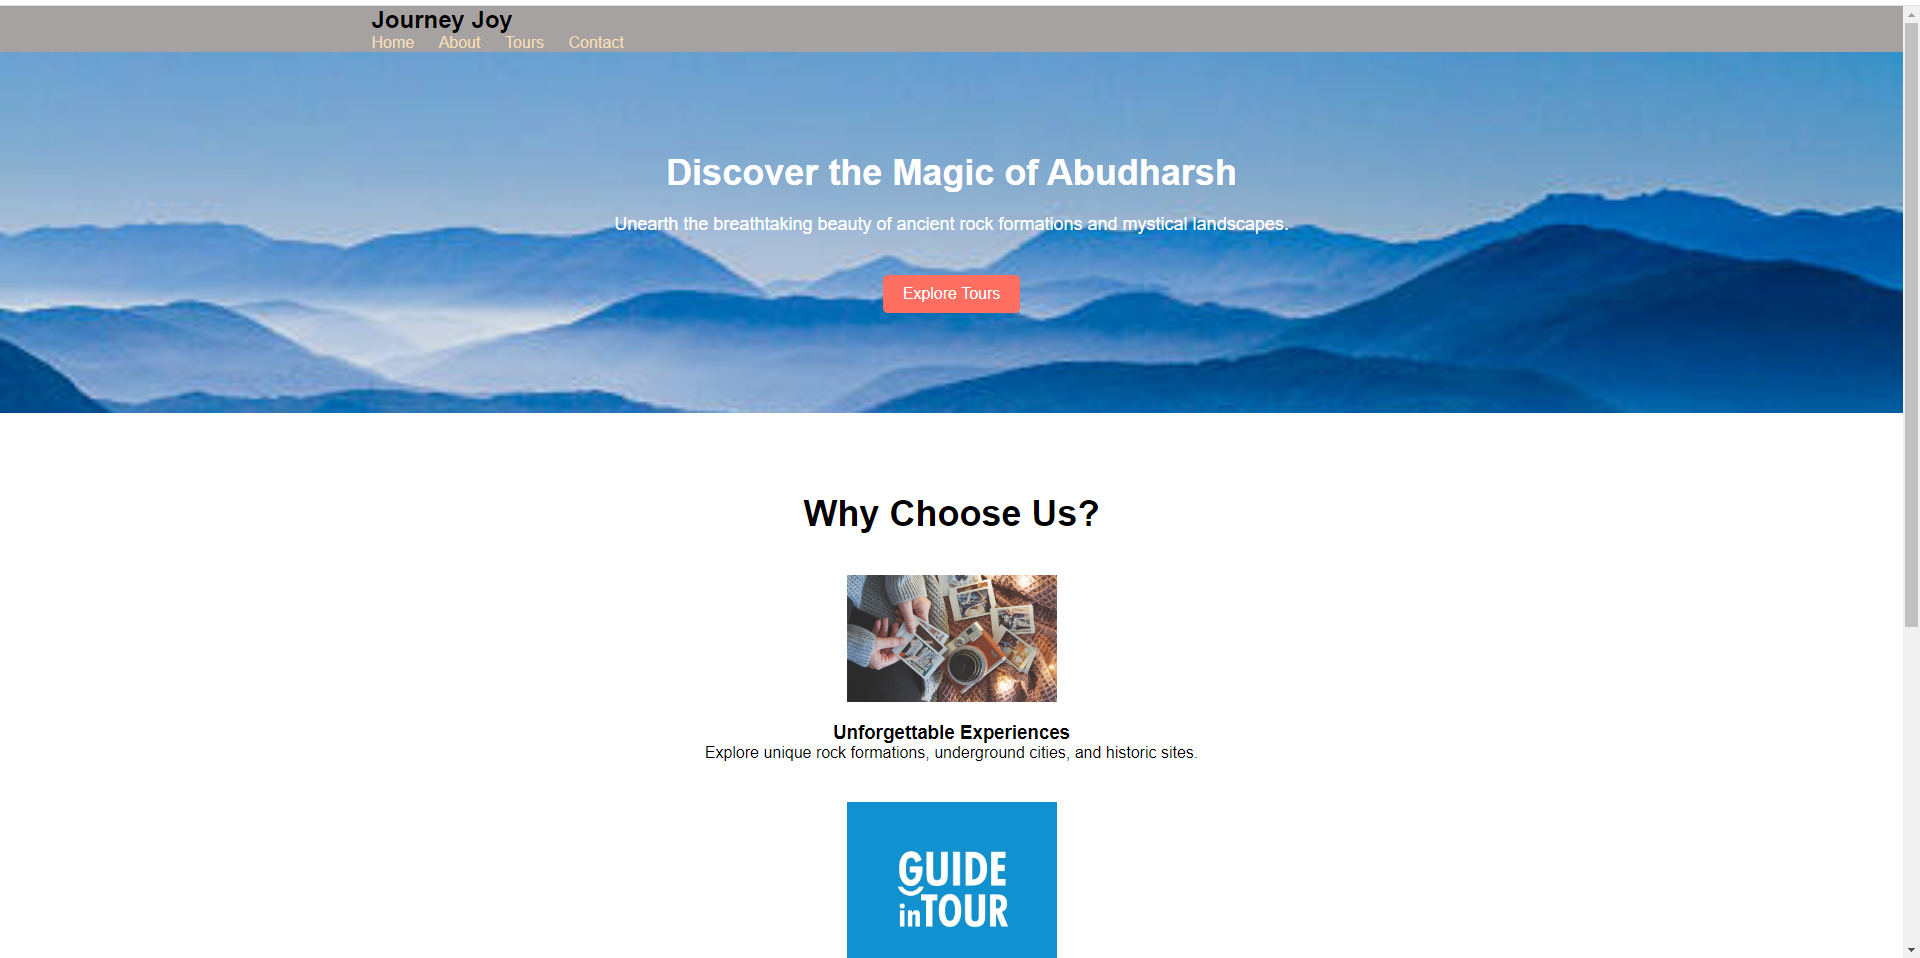 Journey Joy
Home About Tours Contact
Discover the Magic of Abudharsh
Unearth the breathtaking beauty of ancient rock formations and mystical landscapes.
Explore Tours
Why Choose Us?
Unforgettable Experiences
Explore unique rock formations, underground cities, and historic sites.
GUIDE
inTOUR